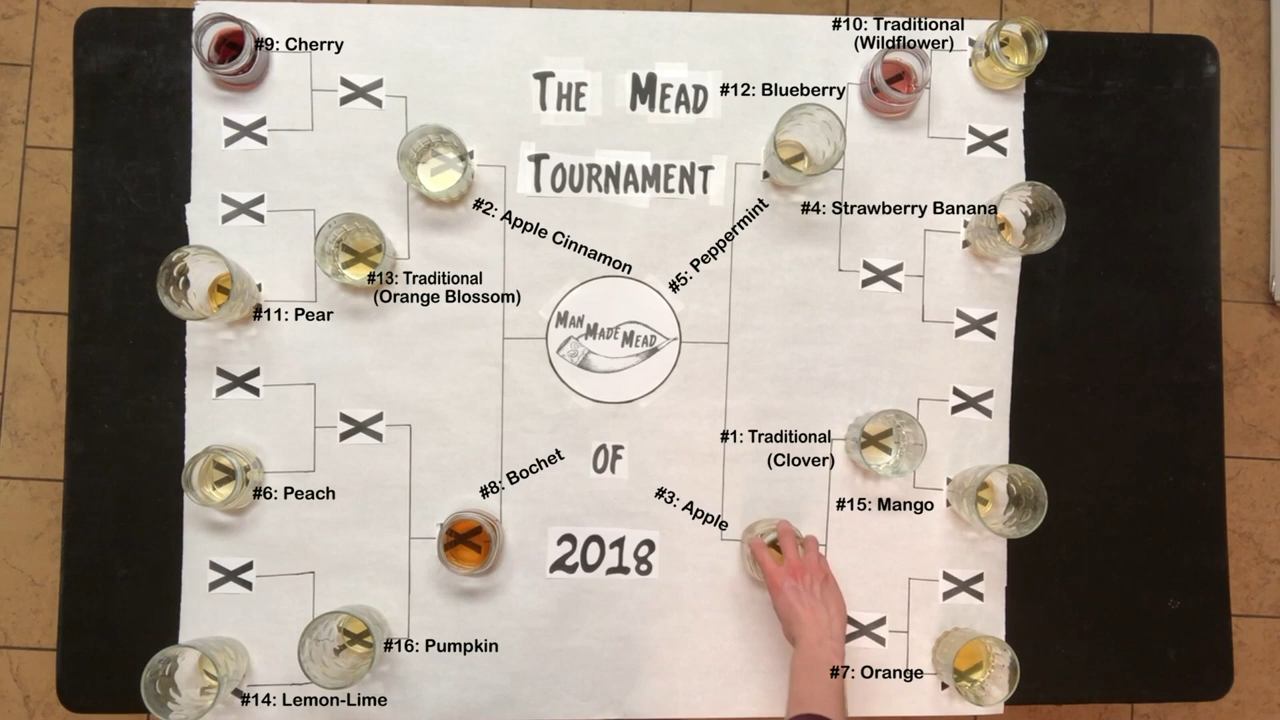 #9: Cherry
#10: Traditional
(Wildflower)
THE MEAD
TOURNAMENT
#12: Blueberry
#2: Apple Cinnamon
#5: Peppermint
#4: Strawberry Banana
#13: Traditional
(Orange Blossom)
#11: Pear
MAN MADE MEAD
#1: Traditional
(Clover)
OF
#8: Bochet
#6: Peach
#3: Apple
#15: Mango
2018
#16: Pumpkin
#14: Lemon-Lime
#7: Orange
X
X
X
X
X
X
X
X
X
X
X
X